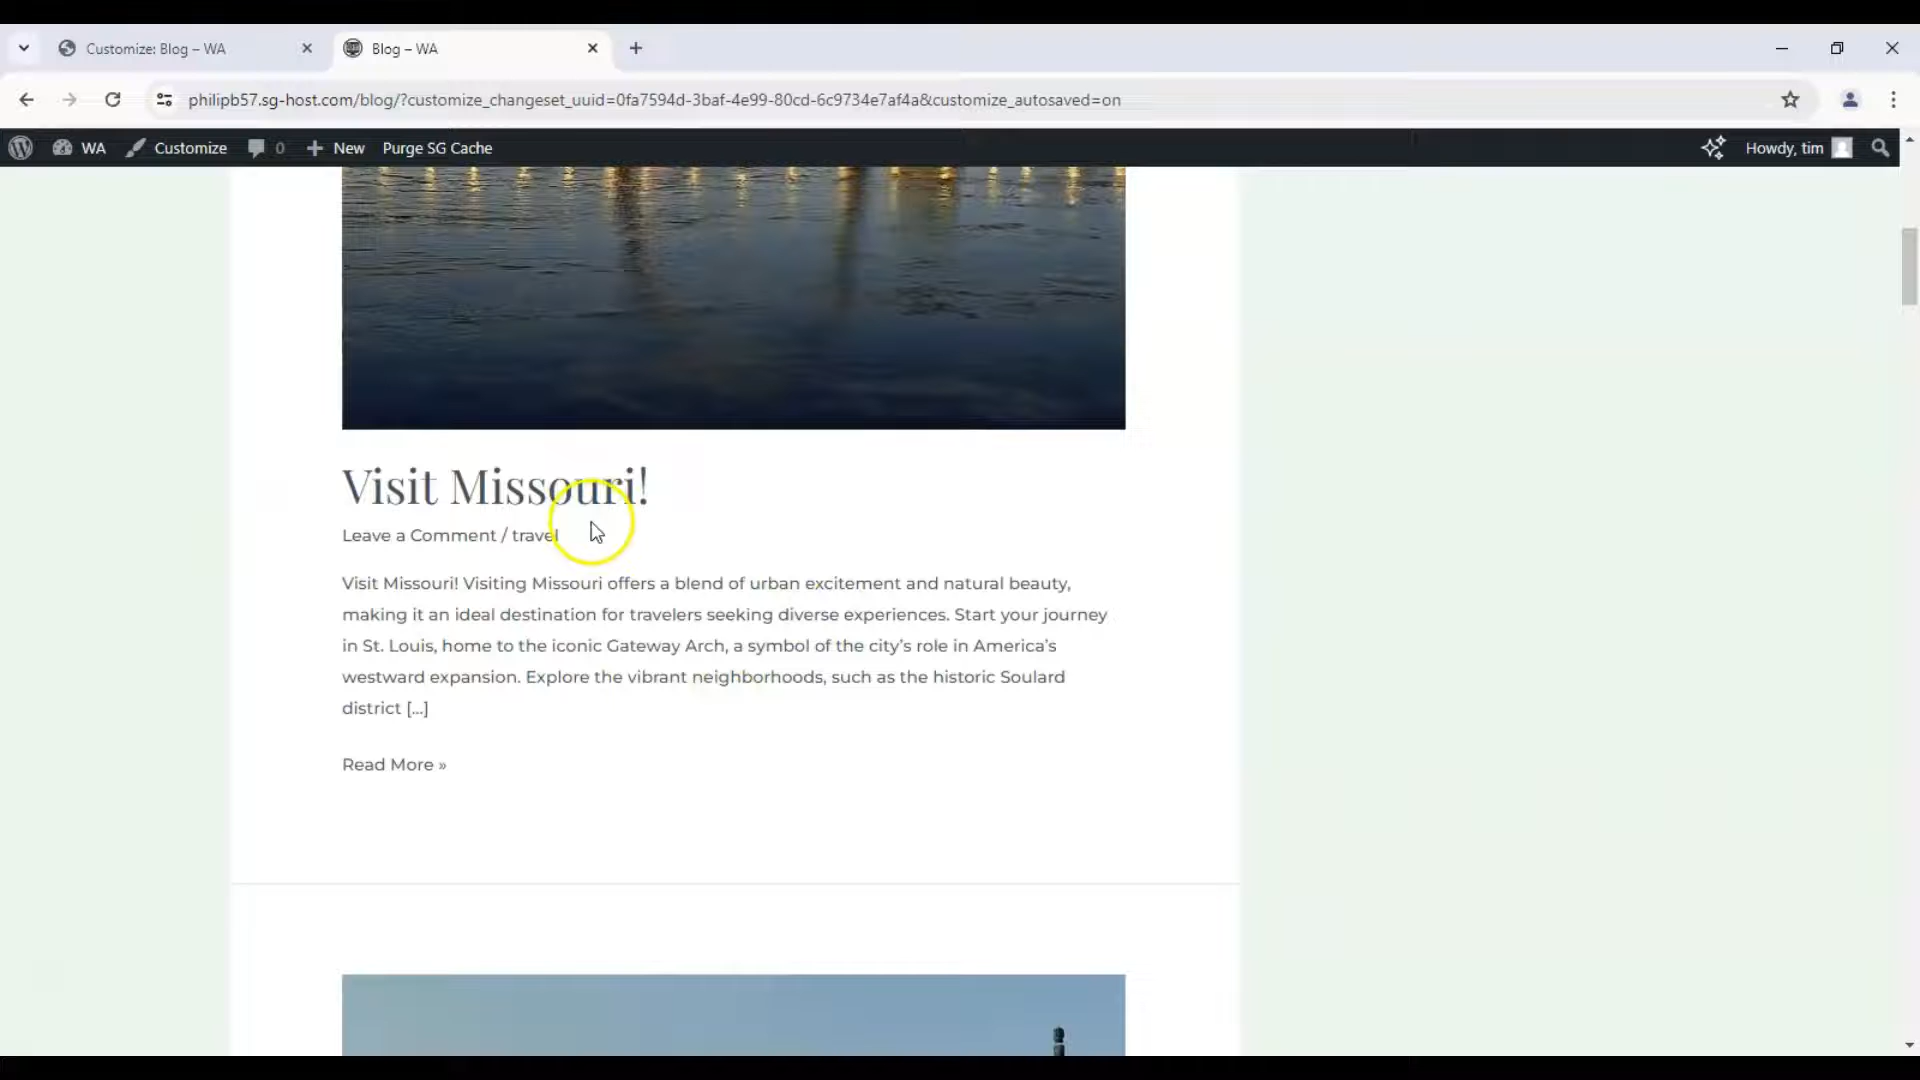 Customize: Blog – WA
Blog – WA
philipb57.sg-host.com/blog/?customize_changeset_uuid=0fa7594d-3baf-4e99-80cd-6c9734e7af4a&customize_autosaved=on
WA Customize 0 New Purge SG Cache Howdy, tim
Visit Missouri!
Leave a Comment / travel
Visit Missouri! Visiting Missouri offers a blend of urban excitement and natural beauty,
making it an ideal destination for travelers seeking diverse experiences. Start your journey
in St. Louis, home to the iconic Gateway Arch, a symbol of the city’s role in America’s
westward expansion. Explore the vibrant neighborhoods, such as the historic Soulard
district […]
Read More »